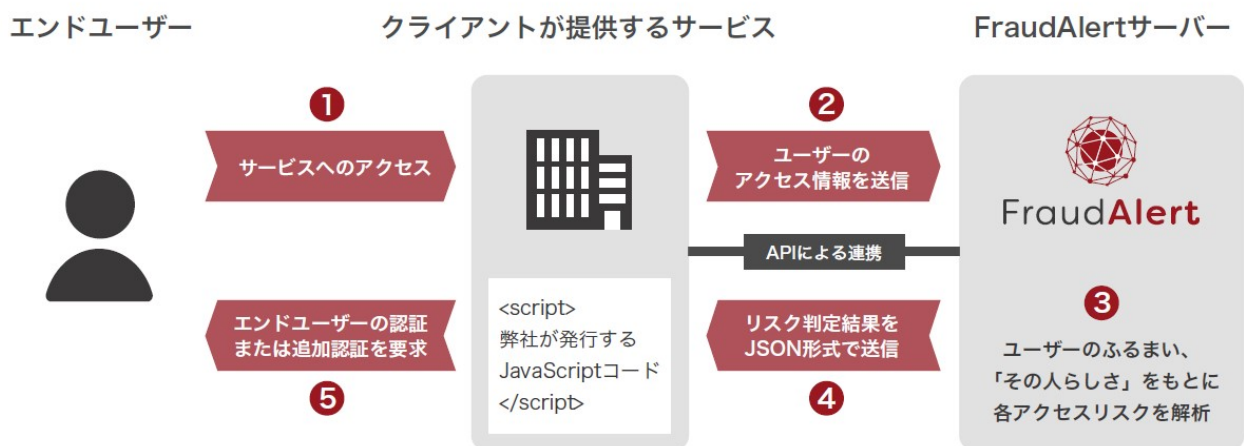 エンドユーザー
クライアントが提供するサービス
FraudAlertサーバー
1
サービスへのアクセス
2
ユーザーの
アクセス情報を送信
FraudAlert
APIによる連携
<script>
弊社が発行する
JavaScriptコード
</script>
3
ユーザーのふるまい、
「その人らしさ」をもとに
各アクセスリスクを解析
リスク判定結果を
JSON形式で送信
4
エンドユーザーの認証
または追加認証を要求
5